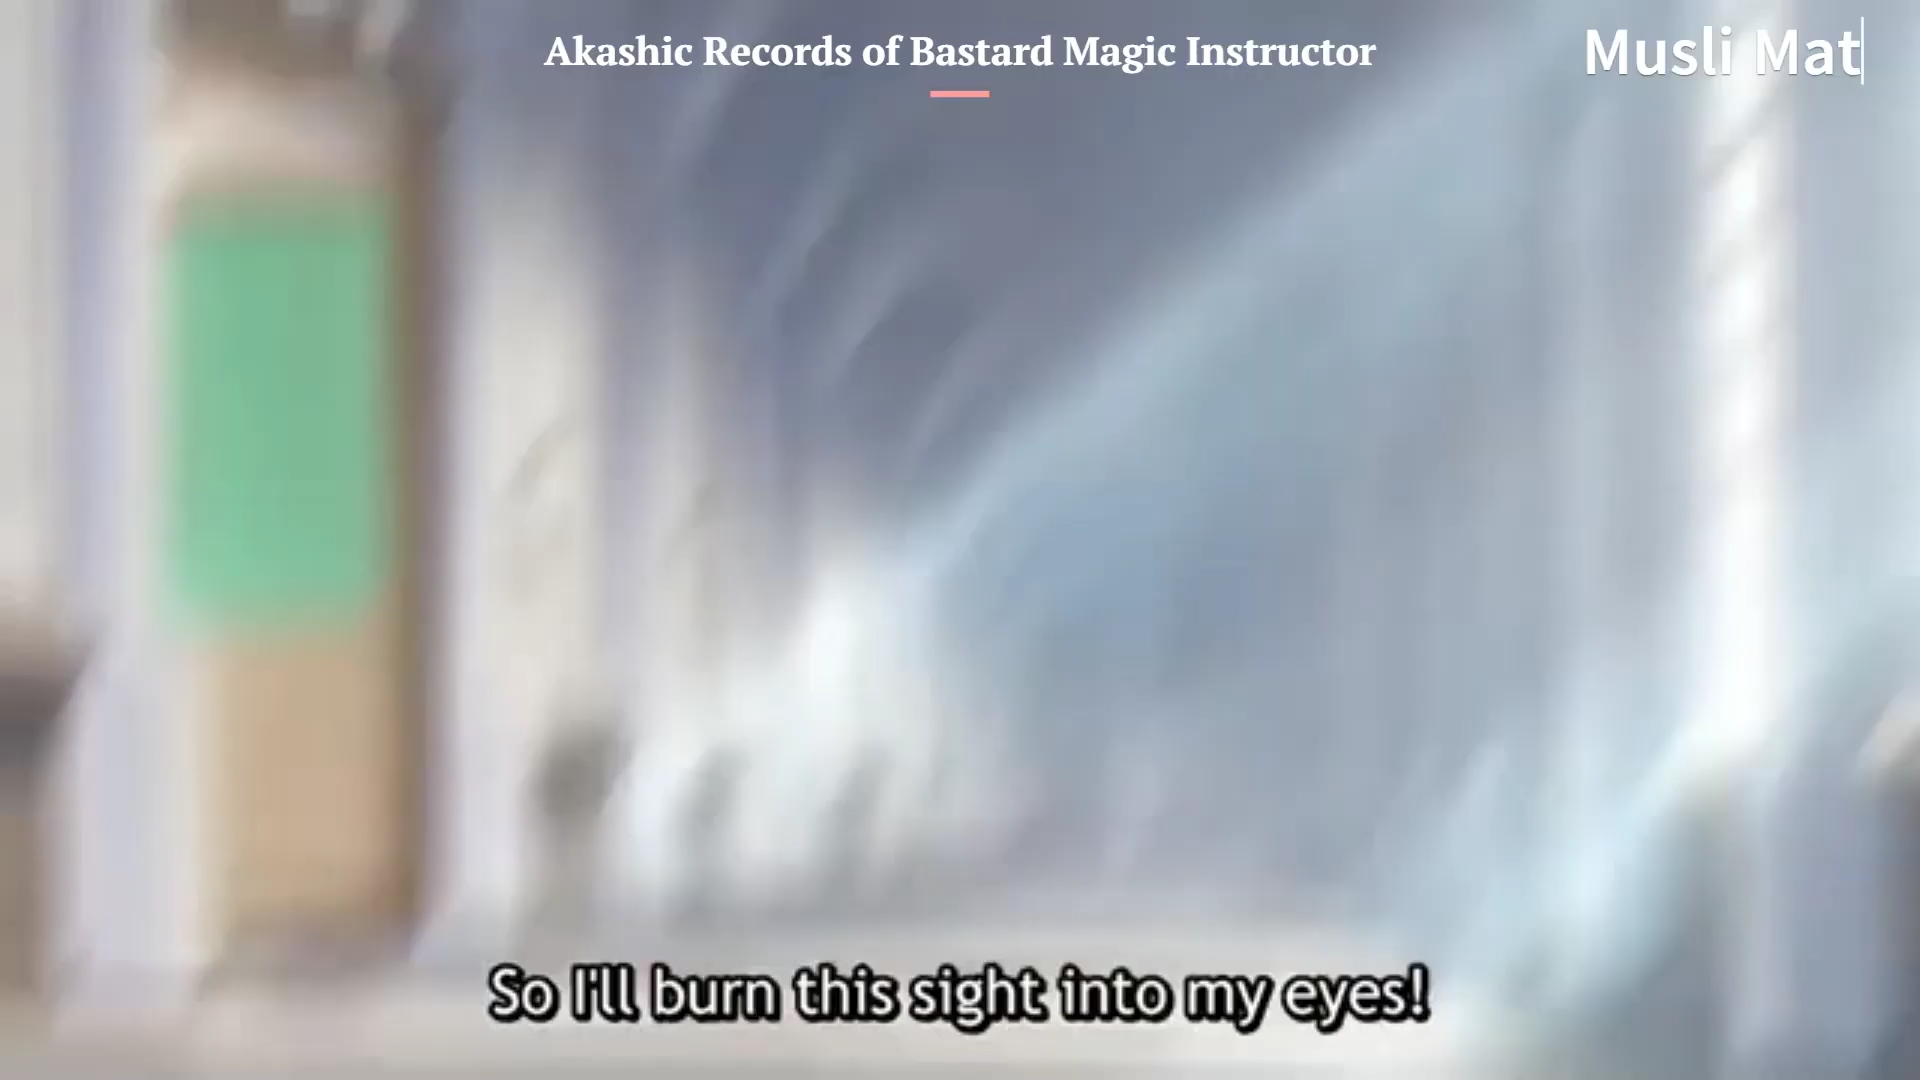 Akashic Records of Bastard Magic Instructor
Musli Mat
So I'll burn this sight into my eyes!